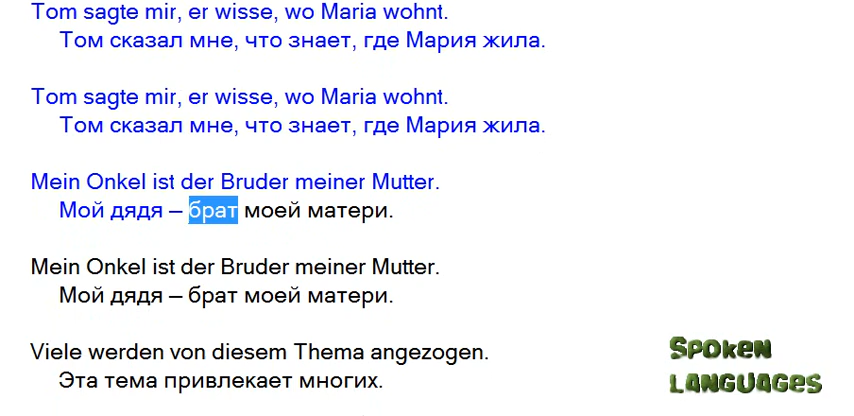 Tom sagte mir, er wisse, wo Maria wohnt.
Том сказал мне, что знает, где Мария жила.
Tom sagte mir, er wisse, wo Maria wohnt.
Том сказал мне, что знает, где Мария жила.
Mein Onkel ist der Bruder meiner Mutter.
Мой дядя – брат моей матери.
Mein Onkel ist der Bruder meiner Mutter.
Мой дядя – брат моей матери.
Viele werden von diesem Thema angezogen.
Эта тема привлекает многих.
Spoken
Languages